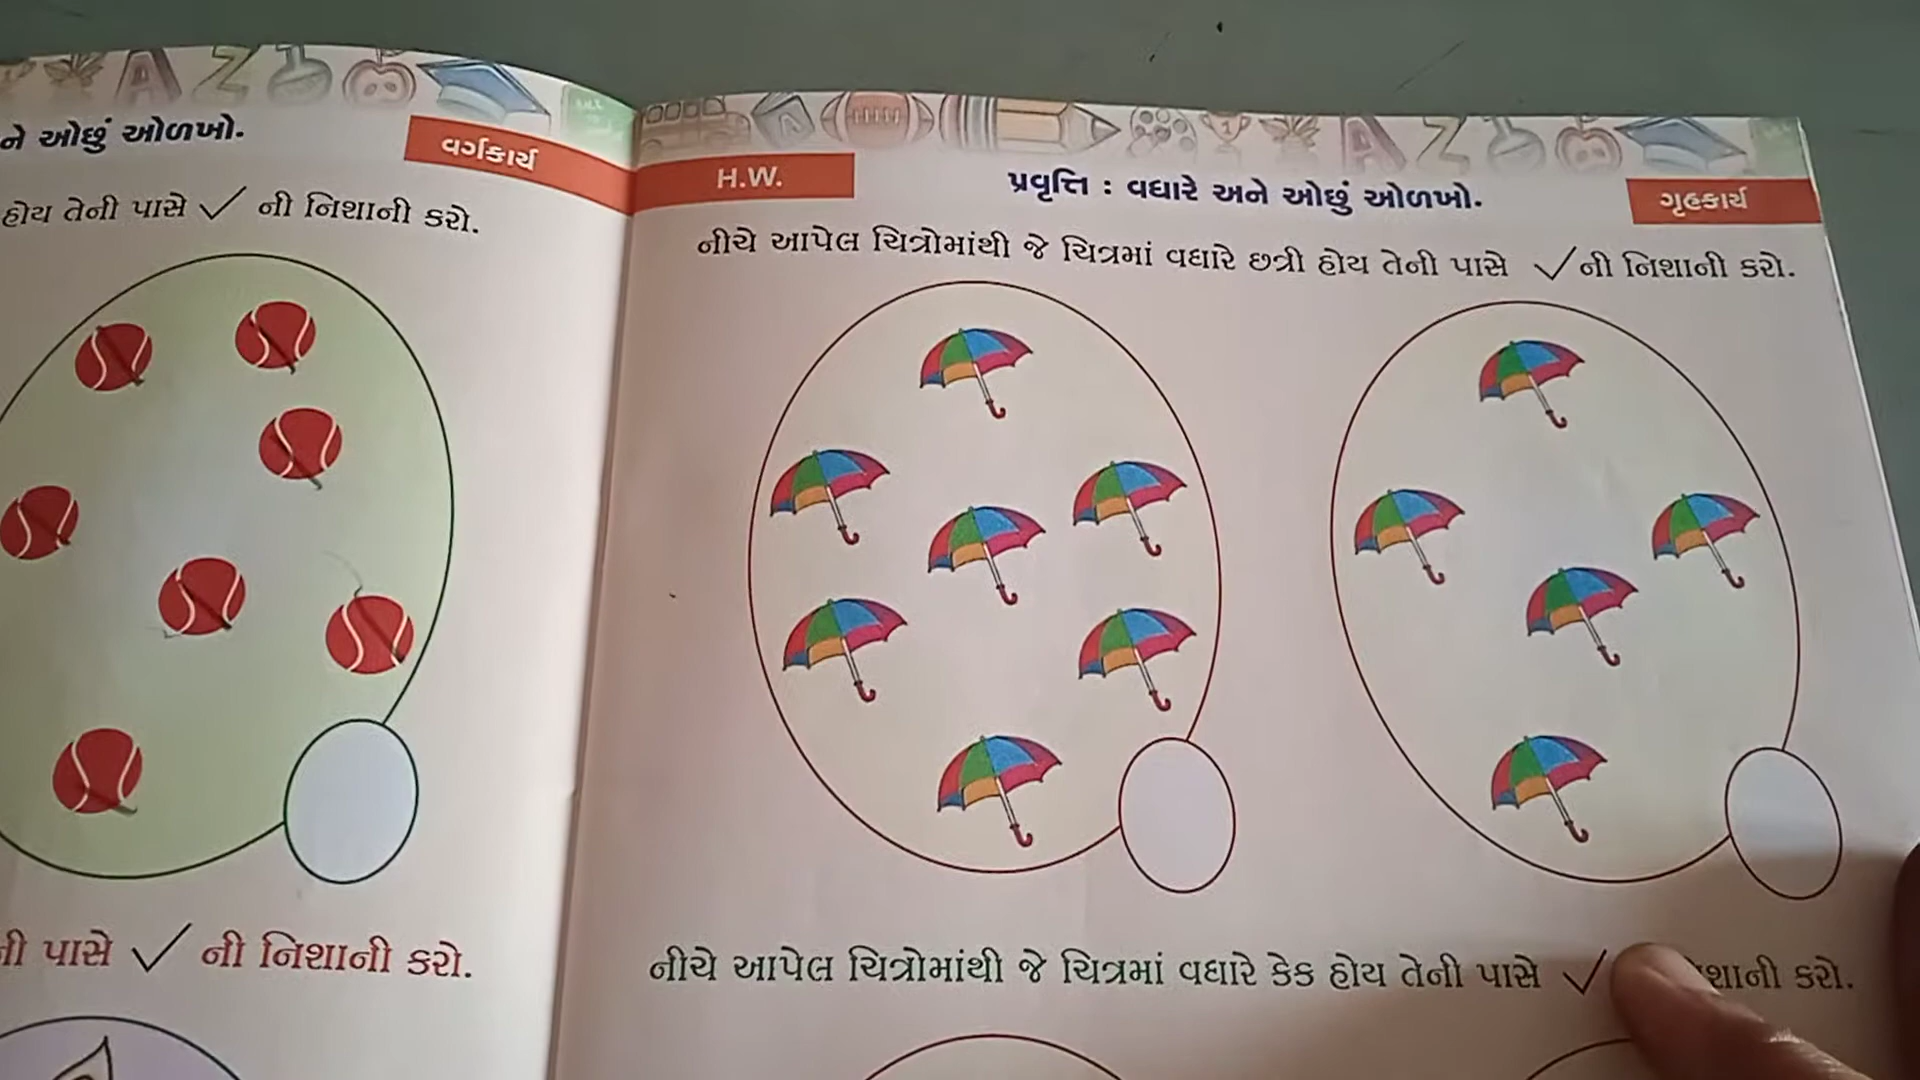 ને ઓછું ઓળખો.
વર્ગકાર્ય
હોય તેની પાસે ✓ ની નિશાની કરો.
પાસે ✓ ની નિશાની કરો.
H.W.
પ્રવૃત્તિ : વધારે અને ઓછું ઓળખો.
ગૃહકાર્ય
નીચે આપેલ ચિત્રોમાંથી જે ચિત્રમાં વધારે છત્રી હોય તેની પાસે ✓ ની નિશાની કરો.
નીચે આપેલ ચિત્રોમાંથી જે ચિત્રમાં વધારે કેક હોય તેની પાસે ✓ શાની કરો.